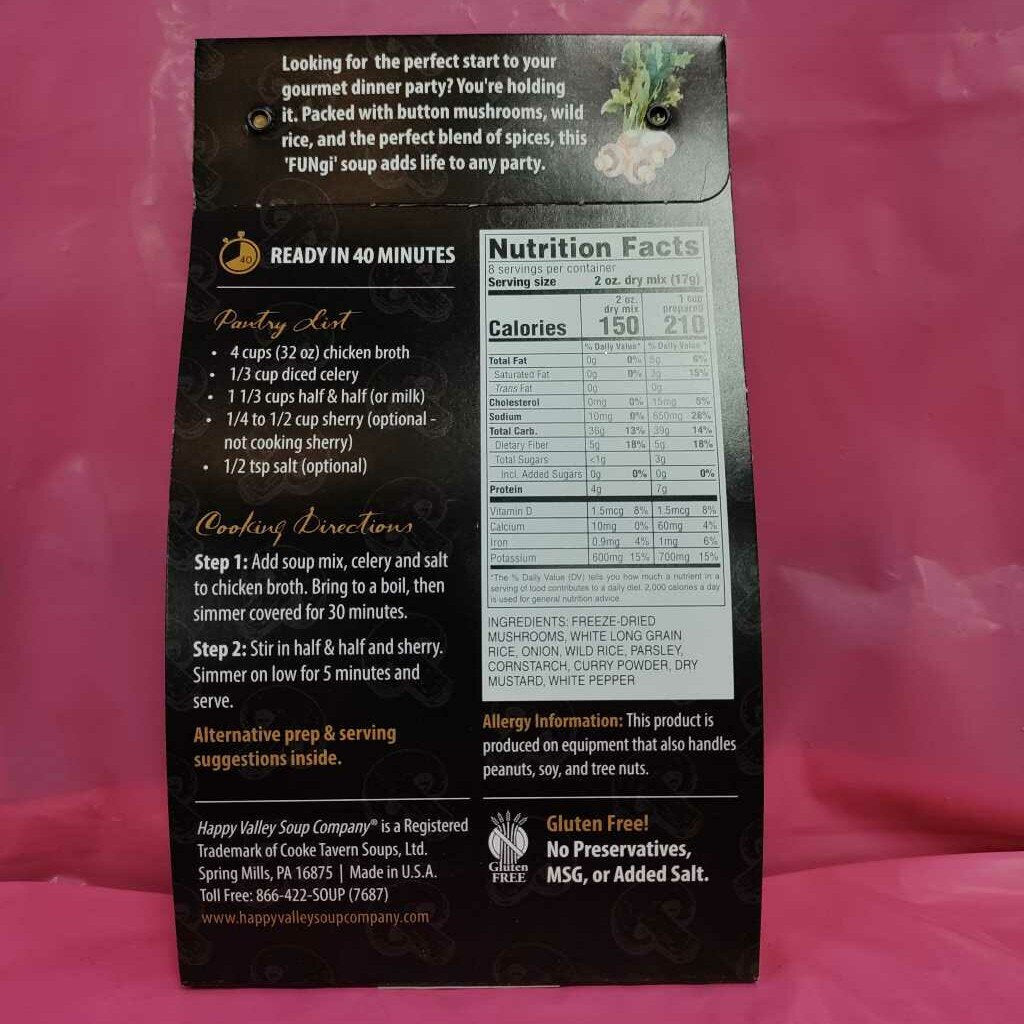 Looking for the perfect start to your
gourmet dinner party? You're holding
it. Packed with button mushrooms, wild
rice, and the perfect blend of spices, this
'FUNgi' soup adds life to any party.
40
READY IN 40 MINUTES
Pantry List
• 4 cups (32 oz) chicken broth
• 1/3 cup diced celery
• 1 1/3 cups half & half (or milk)
• 1/4 to 1/2 cup sherry (optional -
not cooking sherry)
• 1/2 tsp salt (optional)
Cooking Directions
Step 1: Add soup mix, celery and salt
to chicken broth. Bring to a boil, then
simmer covered for 30 minutes.
Step 2: Stir in half & half and sherry.
Simmer on low for 5 minutes and
serve.
Alternative prep & serving
suggestions inside.
Happy Valley Soup Company® is a Registered
Trademark of Cooke Tavern Soups, Ltd.
Spring Mills, PA 16875 | Made in U.S.A.
Toll Free: 866-422-SOUP (7687)
www.happyvalleysoupcompany.com
Nutrition Facts
8 servings per container
Serving size 2 oz. dry mix (17g)
2 oz. 1 cup
dry mix prepared
Calories 150 210
% Daily Value* % Daily Value*
Total Fat 0g 0% 5g 6%
Saturated Fat 0g 0% 3g 15%
Trans Fat 0g 0g
Cholesterol 0mg 0% 15mg 5%
Sodium 10mg 0% 650mg 28%
Total Carb. 36g 13% 39g 14%
Dietary Fiber 5g 18% 5g 18%
Total Sugars <1g 3g
Incl. Added Sugars 0g 0% 0g 0%
Protein 4g 7g
Vitamin D 1.5mcg 8% 1.5mcg 8%
Calcium 10mg 0% 60mg 4%
Iron 0.9mg 4% 1mg 6%
Potassium 600mg 15% 700mg 15%
*The % Daily Value (DV) tells you how much a nutrient in a
serving of food contributes to a daily diet. 2,000 calories a day
is used for general nutrition advice.
INGREDIENTS: FREEZE-DRIED
MUSHROOMS, WHITE LONG GRAIN
RICE, ONION, WILD RICE, PARSLEY,
CORNSTARCH, CURRY POWDER, DRY
MUSTARD, WHITE PEPPER
Allergy Information: This product is
produced on equipment that also handles
peanuts, soy, and tree nuts.
Gluten
FREE
Gluten Free!
No Preservatives,
MSG, or Added Salt.